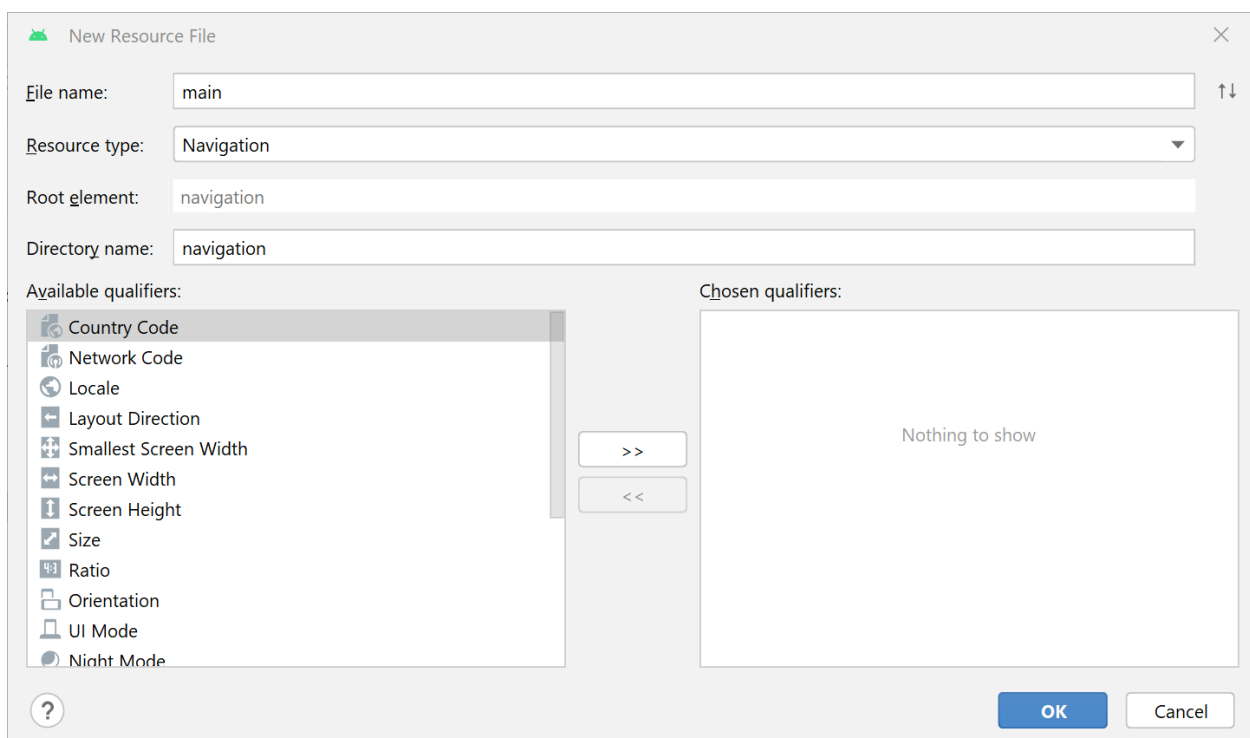 New Resource File
File name:
main
Resource type:
Navigation
Root element:
navigation
Directory name:
navigation
Available qualifiers:
Country Code
Network Code
Locale
Layout Direction
Smallest Screen Width
Screen Width
Screen Height
Size
4:3
Ratio
Orientation
UI Mode
Night Mode
>>
<<
Chosen qualifiers:
Nothing to show
?
OK
Cancel